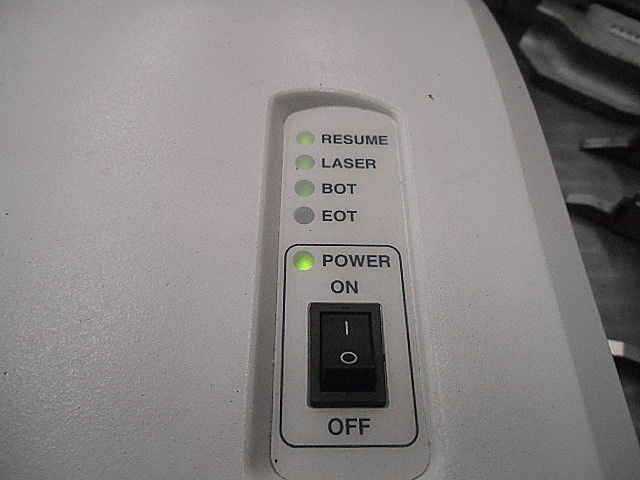 RESUME
LASER
BOT
EOT
POWER
ON
I
O
OFF